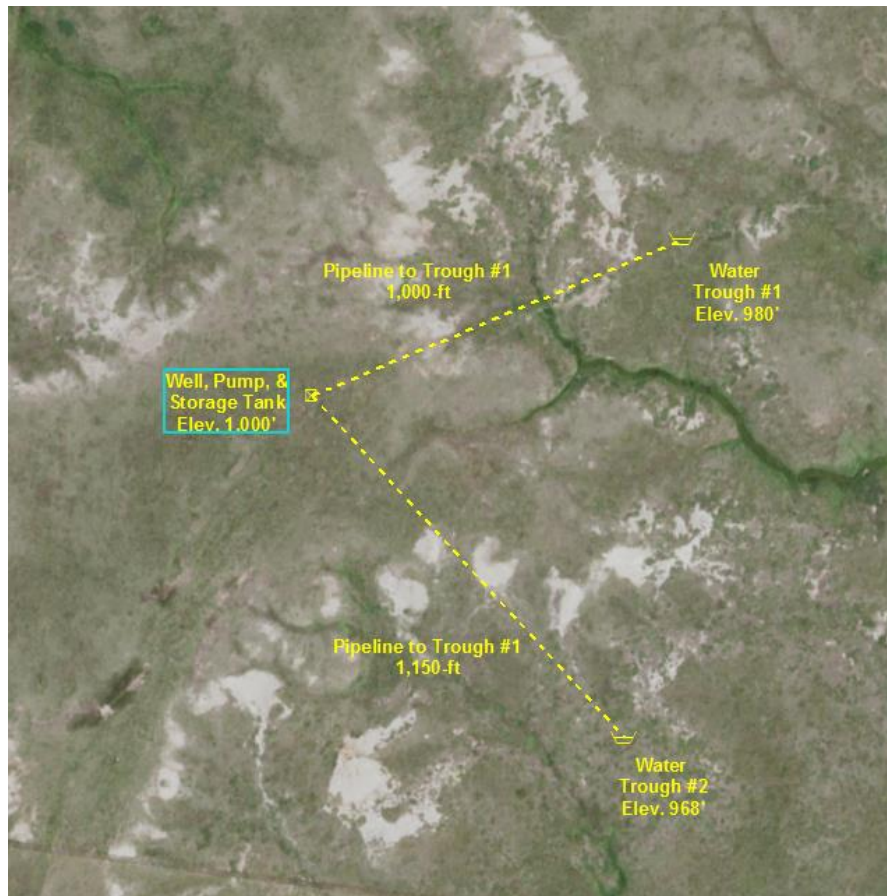 Pipeline to Trough #1
1,000-ft
Water
Trough #1
Elev. 980'
Well, Pump, &
Storage Tank
Elev. 1.000'
Pipeline to Trough #1
1,150-ft
Water
Trough #2
Elev. 968'